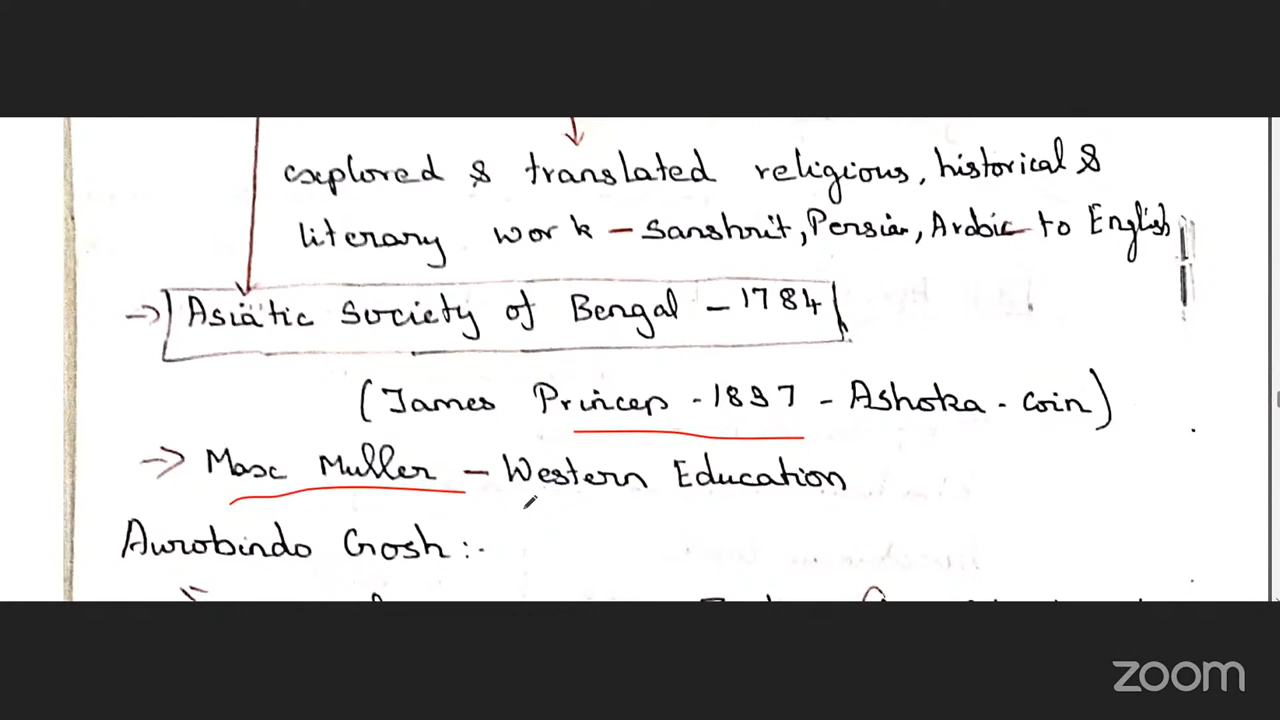 explored & translated religious, historical &
literary work – Sanskrit, Persian, Arabic to English
→ Asiatic Society of Bengal – 1784
(James Princep - 1837 – Ashoka - coin)
→ Max Muller – Western Education
Aurobindo Gosh :-
zoom